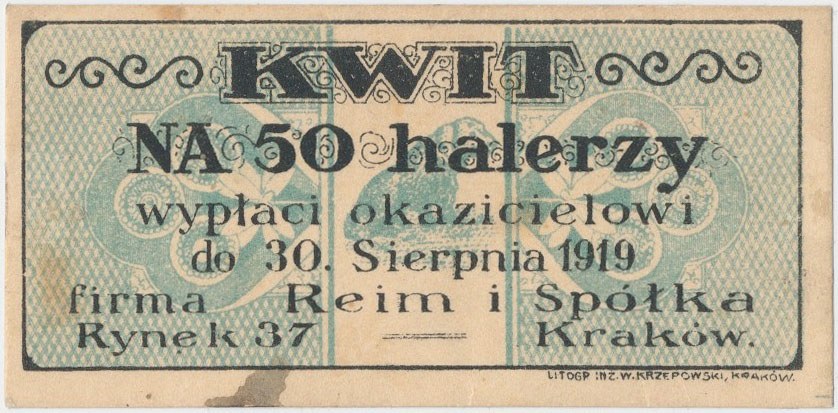 KWIT
NA 50 halerzy
wypłaci okazicielowi
do 30. Sierpnia 1919
firma Reim i Spółka
Rynek 37 Kraków.
LITOGR INŻ.W.KRZEPOWSKI, KRAKÓW.